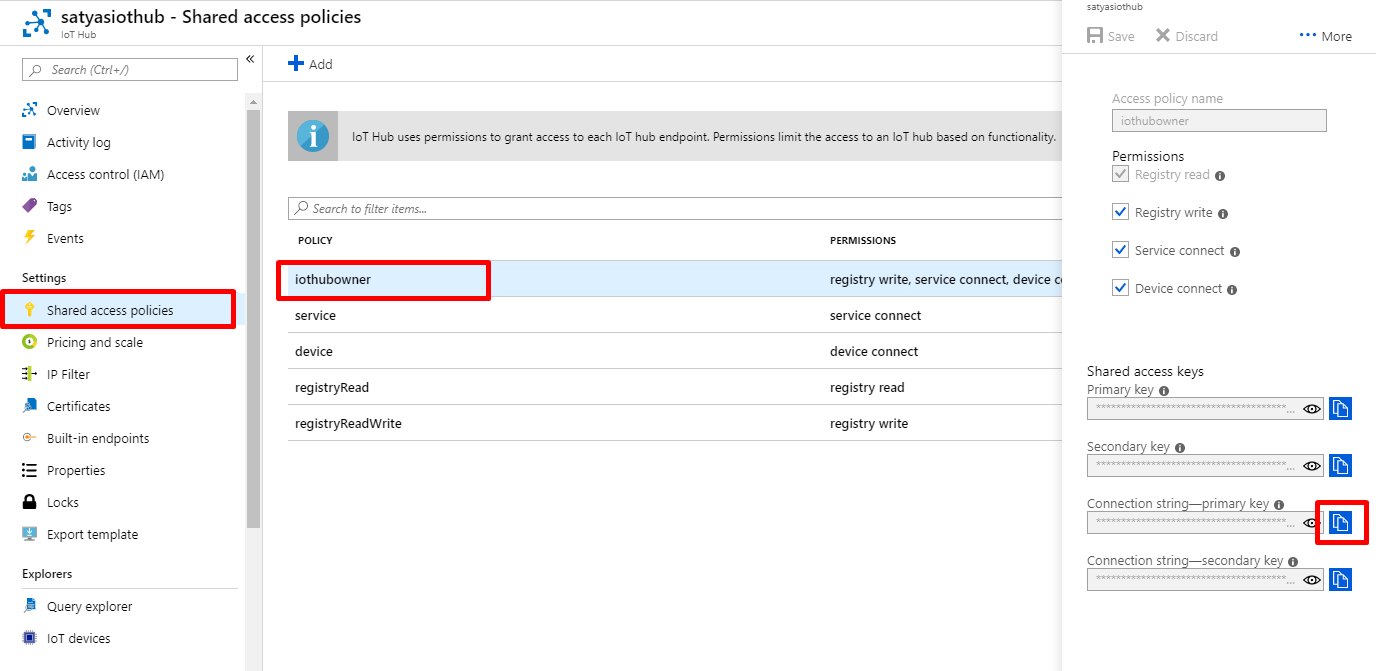 satyasiothub - Shared access policies
IoT Hub
Search (Ctrl+/)
«
Overview
Activity log
Access control (IAM)
Tags
Events
Settings
Shared access policies
Pricing and scale
IP Filter
Certificates
Built-in endpoints
Properties
Locks
Export template
Explorers
Query explorer
IoT devices
Add
IoT Hub uses permissions to grant access to each IoT hub endpoint. Permissions limit the access to an IoT hub based on functionality.
Search to filter items...
POLICY PERMISSIONS
iothubowner registry write, service connect, device co
service service connect
device device connect
registryRead registry read
registryReadWrite registry write
satyasiothub
Save Discard ... More
Access policy name
iothubowner
Permissions
Registry read
Registry write
Service connect
Device connect
Shared access keys
Primary key
**************************************...
Secondary key
**************************************...
Connection string—primary key
**************************************...
Connection string—secondary key
**************************************...